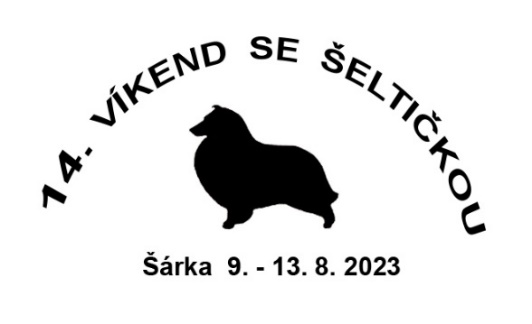 14. VÍKEND SE ŠELTIČKOU
Šárka 9. - 13. 8. 2023